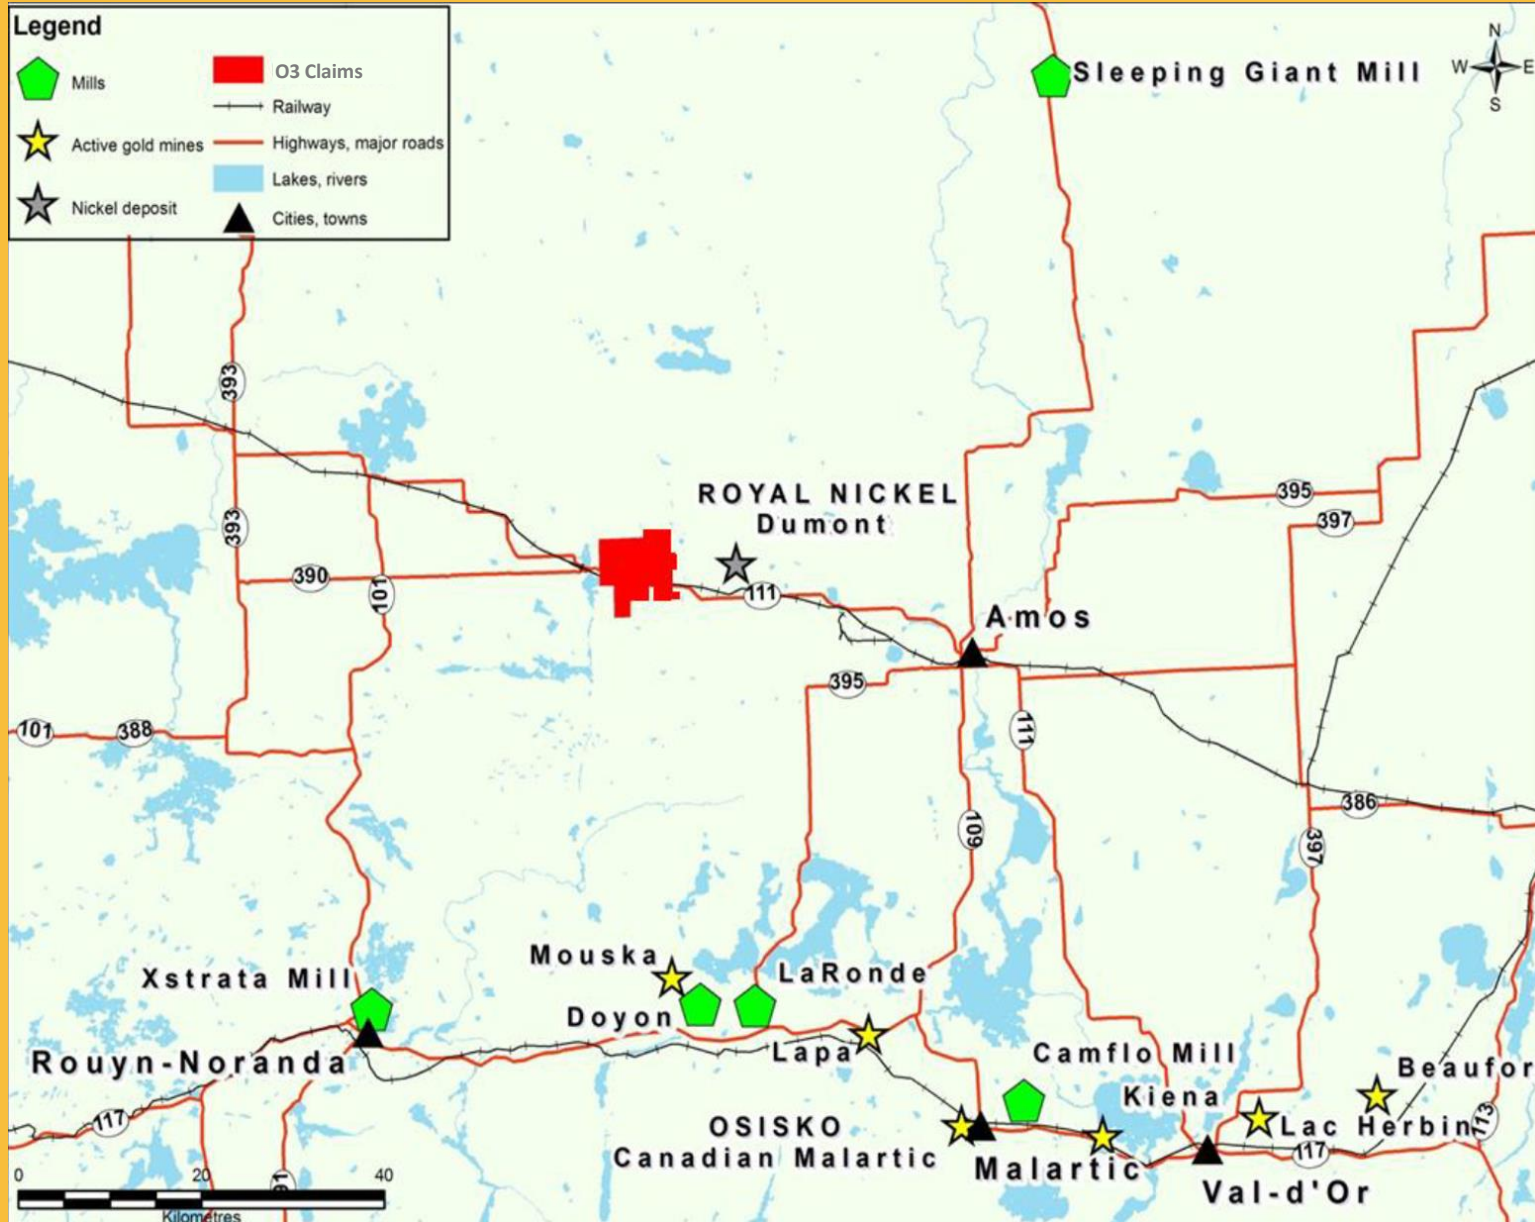 Legend
Mills
Active gold mines
Nickel deposit
O3 Claims
Railway
Highways, major roads
Lakes, rivers
Cities, towns
N
W E
S
Sleeping Giant Mill
393
393
390
101
ROYAL NICKEL
Dumont
111
395
397
Amos
395
101
388
111
109
386
397
Mouska
LaRonde
Xstrata Mill
Doyon
Lapa
Rouyn-Noranda
Camflo Mill
Kiena
Beaufor
117
OSISKO
Canadian Malartic
Malartic
Lac Herbin
113
117
Val-d'Or
0 20 40
Kilometres